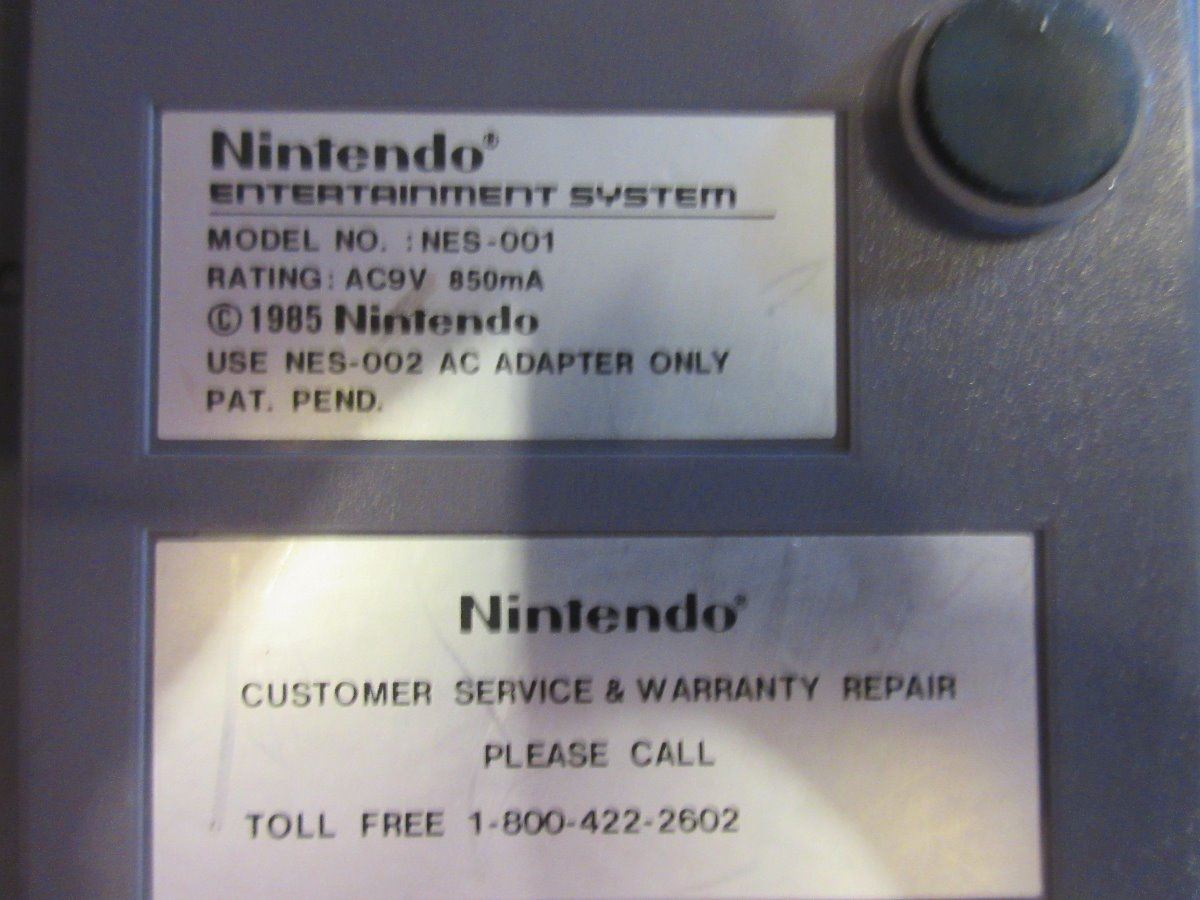 Nintendo®
ENTERTAINMENT SYSTEM
MODEL NO. : NES-001
RATING: AC9V 850mA
©1985 Nintendo
USE NES-002 AC ADAPTER ONLY
PAT. PEND.
Nintendo®
CUSTOMER SERVICE & WARRANTY REPAIR
PLEASE CALL
TOLL FREE 1-800-422-2602